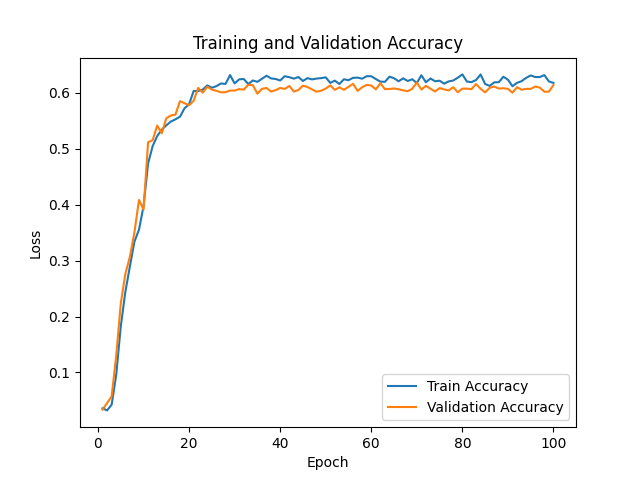 Training and Validation Accuracy
0.6
0.5
0.4
0.3
0.2
0.1
Loss
Train Accuracy
Validation Accuracy
0 20 40 60 80 100
Epoch